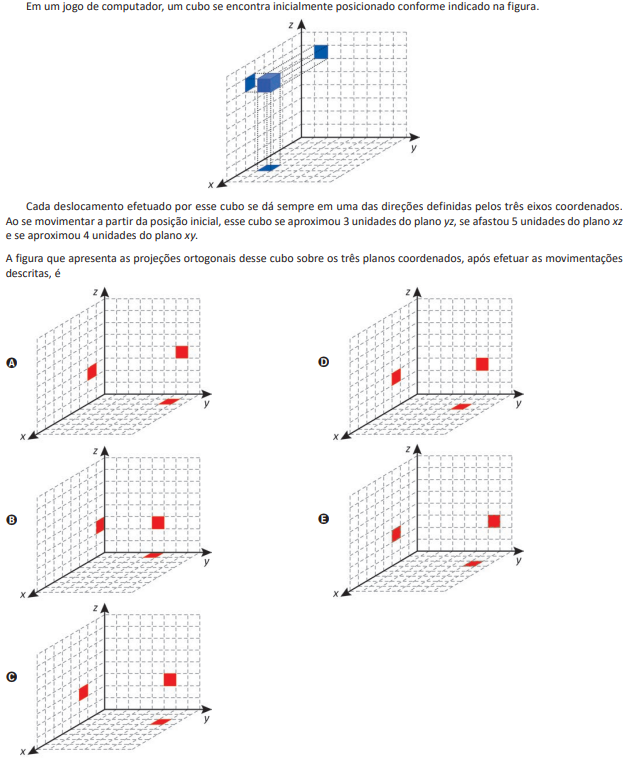 Em um jogo de computador, um cubo se encontra inicialmente posicionado conforme indicado na figura.
z
y
x
Cada deslocamento efetuado por esse cubo se dá sempre em uma das direções definidas pelos três eixos coordenados.
Ao se movimentar a partir da posição inicial, esse cubo se aproximou 3 unidades do plano yz, se afastou 5 unidades do plano xz
e se aproximou 4 unidades do plano xy.
A figura que apresenta as projeções ortogonais desse cubo sobre os três planos coordenados, após efetuar as movimentações
descritas, é
A
z
y
x
B
z
y
x
C
z
y
x
D
z
y
x
E
z
y
x